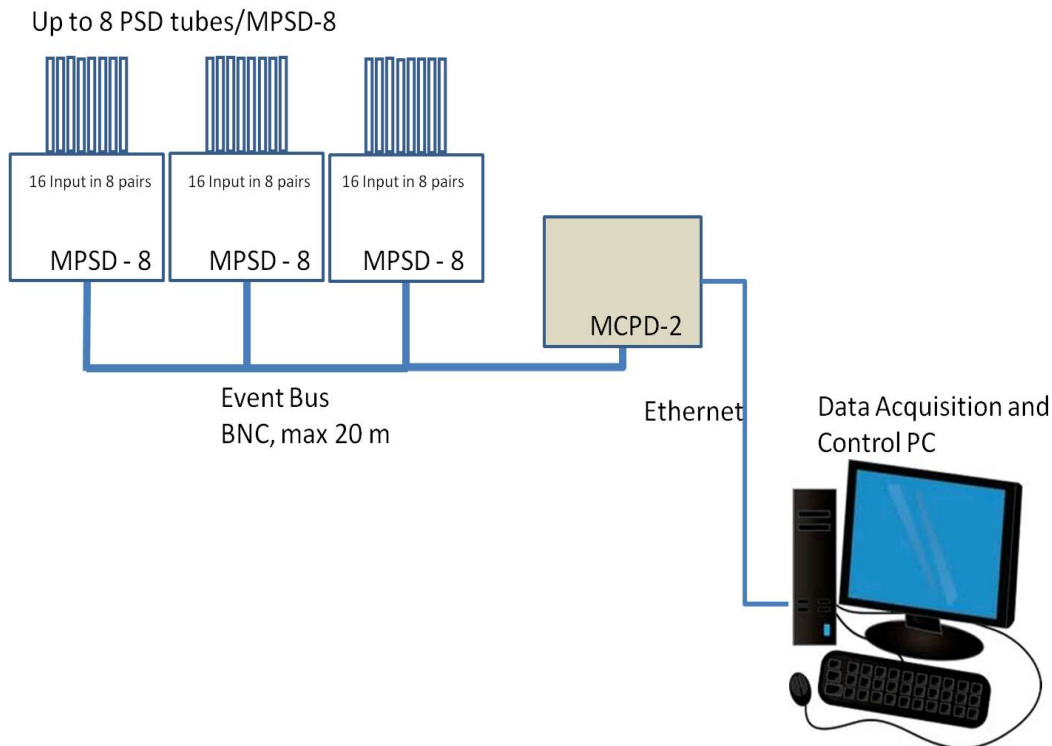 Up to 8 PSD tubes/MPSD-8
16 Input in 8 pairs
16 Input in 8 pairs
16 Input in 8 pairs
MPSD - 8
MPSD - 8
MPSD - 8
MCPD-2
Event Bus
BNC, max 20 m
Ethernet
Data Acquisition and
Control PC